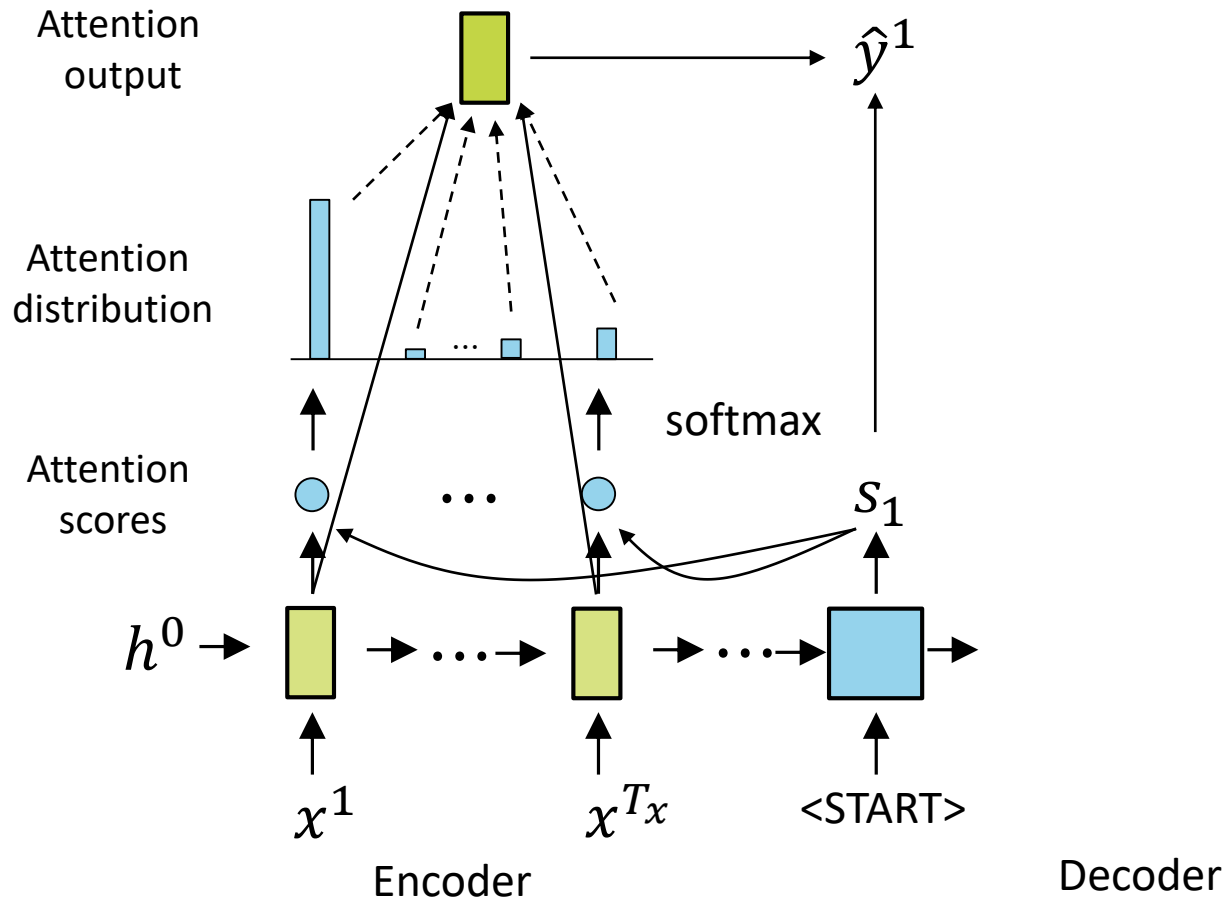 Attention
output
ŷ¹
Attention
distribution
...
softmax
Attention
scores
...
s₁
h⁰
...
...
x¹
x^{T_x}
<START>
Encoder
Decoder